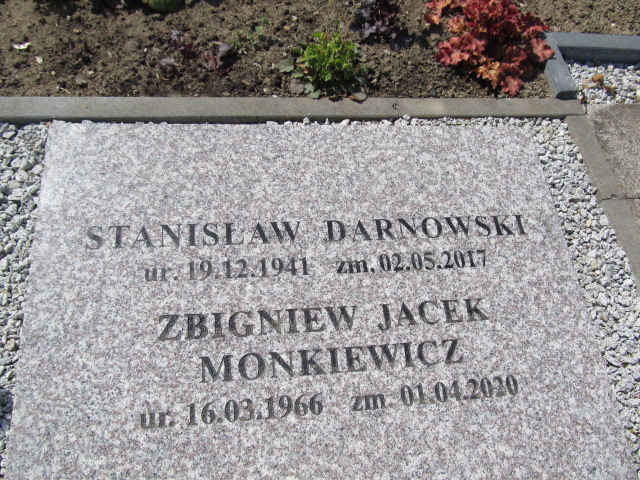 STANISŁAW DARNOWSKI
ur. 19.12.1941 zm. 02.05.2017
ZBIGNIEW JACEK
MONKIEWICZ
ur. 16.03.1966 zm. 01.04.2020